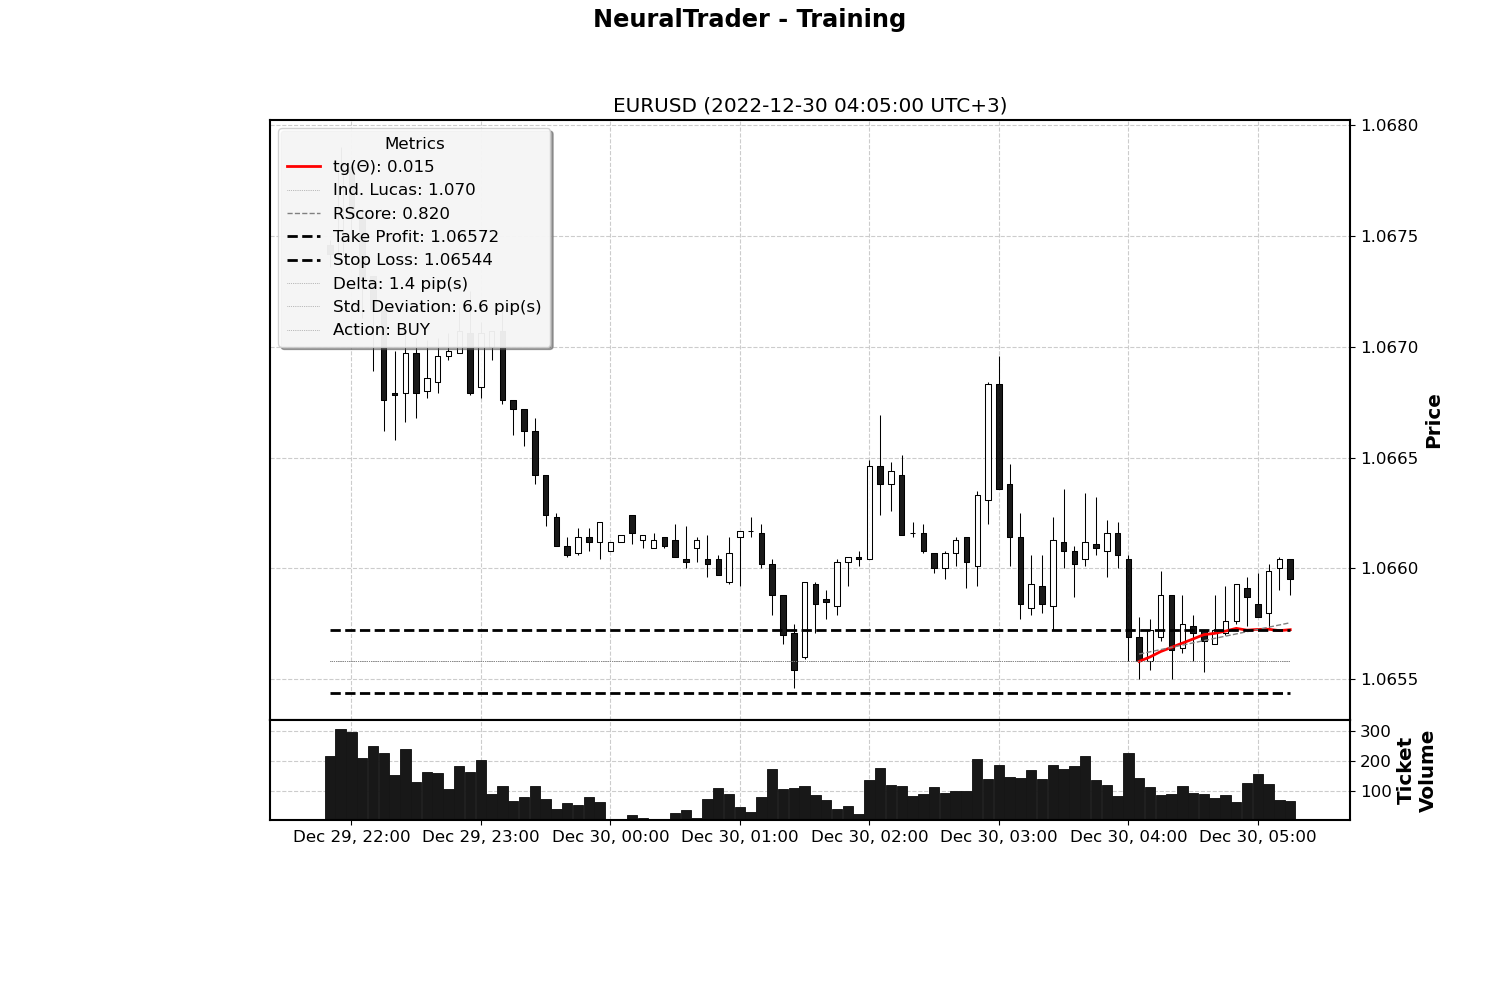 NeuralTrader - Training
EURUSD (2022-12-30 04:05:00 UTC+3)
Metrics
tg(Θ): 0.015
Ind. Lucas: 1.070
RScore: 0.820
Take Profit: 1.06572
Stop Loss: 1.06544
Delta: 1.4 pip(s)
Std. Deviation: 6.6 pip(s)
Action: BUY
1.0680
1.0675
1.0670
1.0665
1.0660
1.0655
Price
300
200
100
Ticket
Volume
Dec 29, 22:00 Dec 29, 23:00 Dec 30, 00:00 Dec 30, 01:00 Dec 30, 02:00 Dec 30, 03:00 Dec 30, 04:00 Dec 30, 05:00